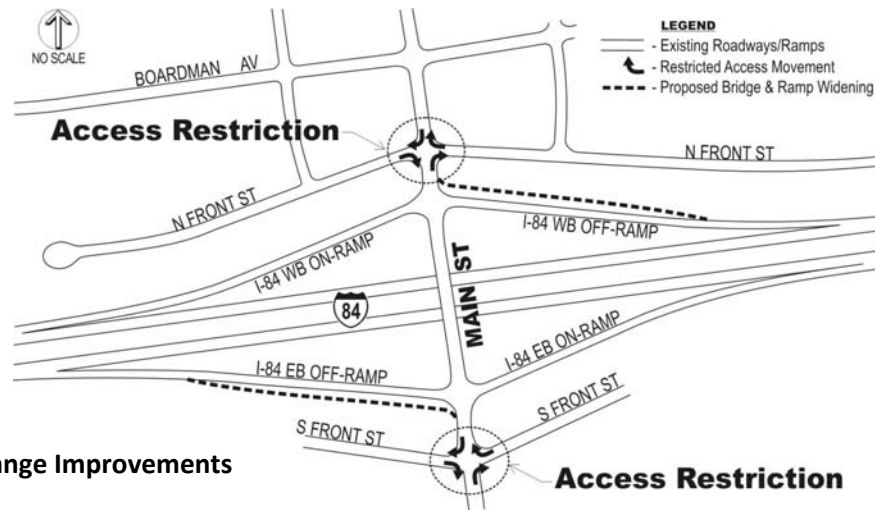 NO SCALE
LEGEND
- Existing Roadways/Ramps
- Restricted Access Movement
- Proposed Bridge & Ramp Widening
BOARDMAN AV
Access Restriction
N FRONT ST
N FRONT ST
I-84 WB ON-RAMP
I-84 WB OFF-RAMP
84
MAIN ST
I-84 EB ON-RAMP
I-84 EB OFF-RAMP
S FRONT ST
S FRONT ST
ange Improvements
Access Restriction